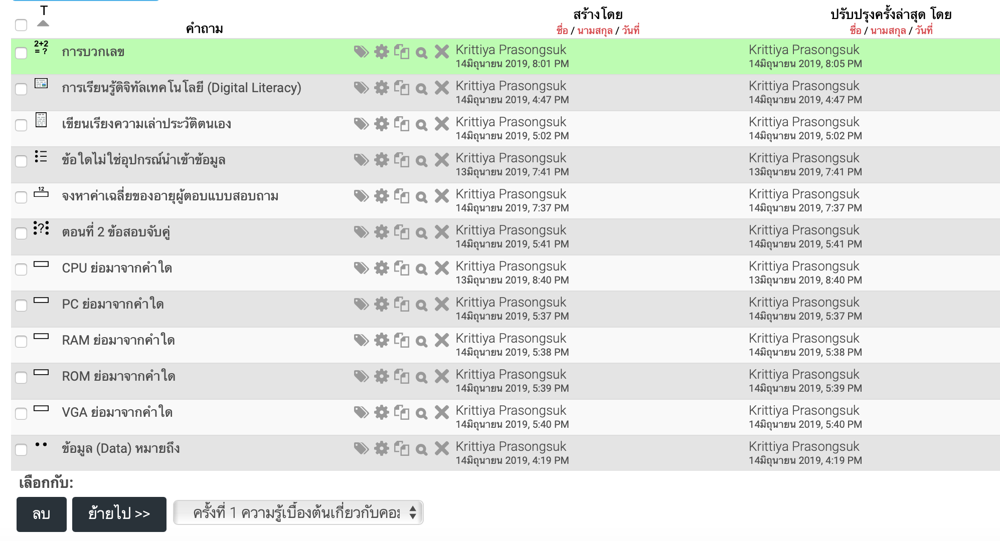 T
คำถาม
สร้างโดย
ชื่อ / นามสกุล / วันที่
ปรับปรุงครั้งล่าสุด โดย
ชื่อ / นามสกุล / วันที่
2+2
= ?
การบวกเลข
Krittiya Prasongsuk
14มิถุนายน 2019, 8:01 PM
Krittiya Prasongsuk
14มิถุนายน 2019, 8:05 PM
การเรียนรู้ดิจิทัลเทคโนโลยี (Digital Literacy)
Krittiya Prasongsuk
14มิถุนายน 2019, 4:47 PM
Krittiya Prasongsuk
14มิถุนายน 2019, 4:47 PM
เขียนเรียงความเล่าประวัติตนเอง
Krittiya Prasongsuk
14มิถุนายน 2019, 5:02 PM
Krittiya Prasongsuk
14มิถุนายน 2019, 5:02 PM
ข้อใดไม่ใช่อุปกรณ์นำเข้าข้อมูล
Krittiya Prasongsuk
13มิถุนายน 2019, 7:41 PM
Krittiya Prasongsuk
13มิถุนายน 2019, 7:41 PM
12
จงหาค่าเฉลี่ยของอายุผู้ตอบแบบสอบถาม
Krittiya Prasongsuk
14มิถุนายน 2019, 7:37 PM
Krittiya Prasongsuk
14มิถุนายน 2019, 7:37 PM
?
ตอนที่ 2 ข้อสอบจับคู่
Krittiya Prasongsuk
14มิถุนายน 2019, 5:41 PM
Krittiya Prasongsuk
14มิถุนายน 2019, 5:41 PM
CPU ย่อมาจากคำใด
Krittiya Prasongsuk
13มิถุนายน 2019, 8:40 PM
Krittiya Prasongsuk
13มิถุนายน 2019, 8:40 PM
PC ย่อมาจากคำใด
Krittiya Prasongsuk
14มิถุนายน 2019, 5:37 PM
Krittiya Prasongsuk
14มิถุนายน 2019, 5:37 PM
RAM ย่อมาจากคำใด
Krittiya Prasongsuk
14มิถุนายน 2019, 5:38 PM
Krittiya Prasongsuk
14มิถุนายน 2019, 5:38 PM
ROM ย่อมาจากคำใด
Krittiya Prasongsuk
14มิถุนายน 2019, 5:39 PM
Krittiya Prasongsuk
14มิถุนายน 2019, 5:39 PM
VGA ย่อมาจากคำใด
Krittiya Prasongsuk
14มิถุนายน 2019, 5:40 PM
Krittiya Prasongsuk
14มิถุนายน 2019, 5:40 PM
ข้อมูล (Data) หมายถึง
Krittiya Prasongsuk
14มิถุนายน 2019, 4:19 PM
Krittiya Prasongsuk
14มิถุนายน 2019, 4:19 PM
เลือกกับ:
ลบ
ย้ายไป >>
ครั้งที่ 1 ความรู้เบื้องต้นเกี่ยวกับคอม